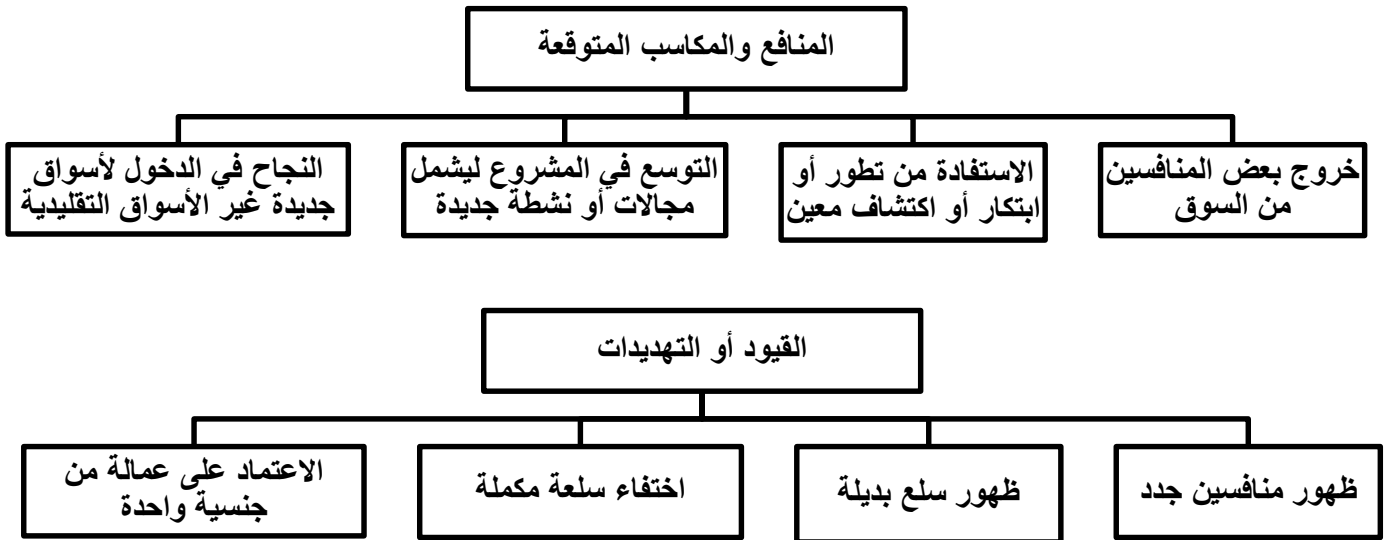 المنافع والمكاسب المتوقعة
خروج بعض المنافسين
من السوق
الاستفادة من تطور أو
ابتكار أو اكتشاف معين
التوسع في المشروع ليشمل
مجالات أو نشطة جديدة
النجاح في الدخول لأسواق
جديدة غير الأسواق التقليدية
القيود أو التهديدات
ظهور منافسين جدد
ظهور سلع بديلة
اختفاء سلعة مكملة
الاعتماد على عمالة من
جنسية واحدة